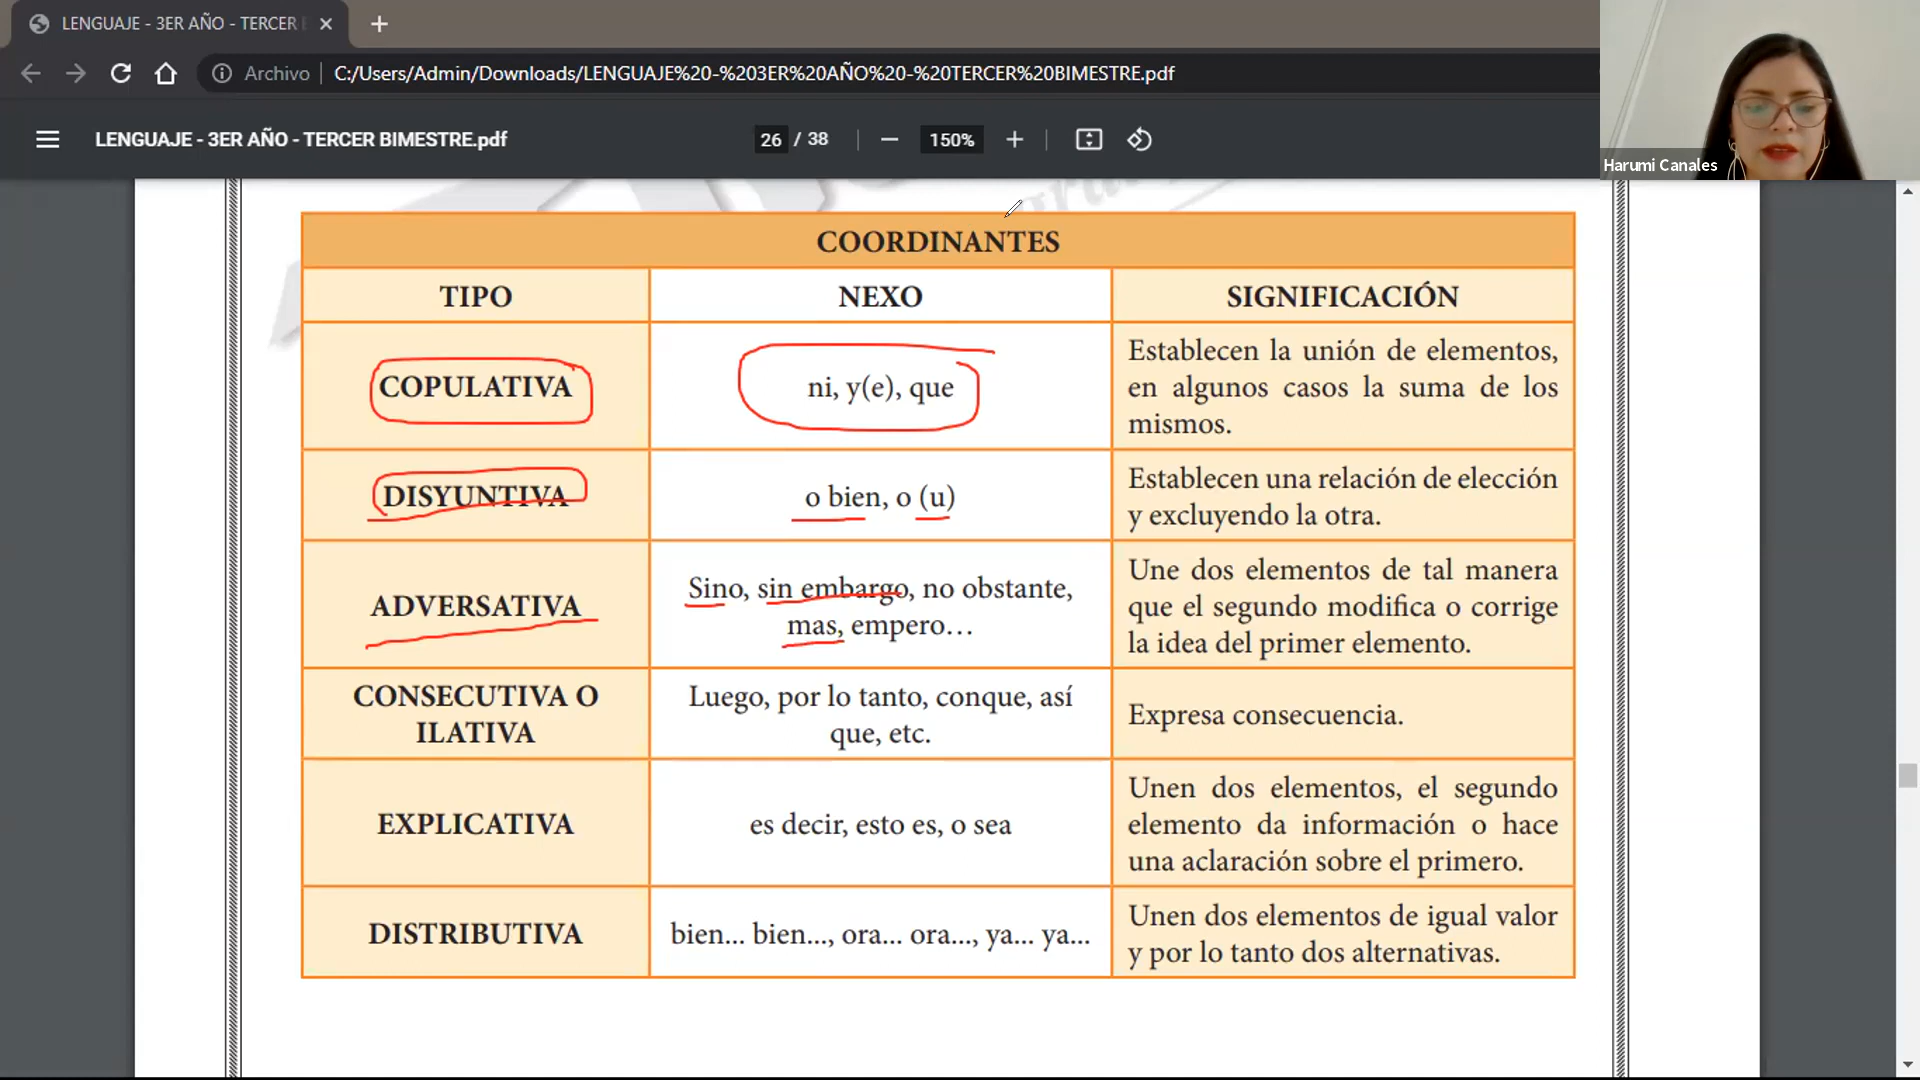 LENGUAJE - 3ER AÑO - TERCER
Archivo
C:/Users/Admin/Downloads/LENGUAJE%20-%203ER%20AÑO%20-%20TERCER%20BIMESTRE.pdf
LENGUAJE - 3ER AÑO - TERCER BIMESTRE.pdf
26 / 38
150%
Harumi Canales
COORDINANTES
TIPO
NEXO
SIGNIFICACIÓN
COPULATIVA
ni, y(e), que
Establecen la unión de elementos,
en algunos casos la suma de los
mismos.
DISYUNTIVA
o bien, o (u)
Establecen una relación de elección
y excluyendo la otra.
ADVERSATIVA
Sino, sin embargo, no obstante,
mas, empero…
Une dos elementos de tal manera
que el segundo modifica o corrige
la idea del primer elemento.
CONSECUTIVA O
ILATIVA
Luego, por lo tanto, conque, así
que, etc.
Expresa consecuencia.
EXPLICATIVA
es decir, esto es, o sea
Unen dos elementos, el segundo
elemento da información o hace
una aclaración sobre el primero.
DISTRIBUTIVA
bien... bien..., ora... ora..., ya... ya...
Unen dos elementos de igual valor
y por lo tanto dos alternativas.